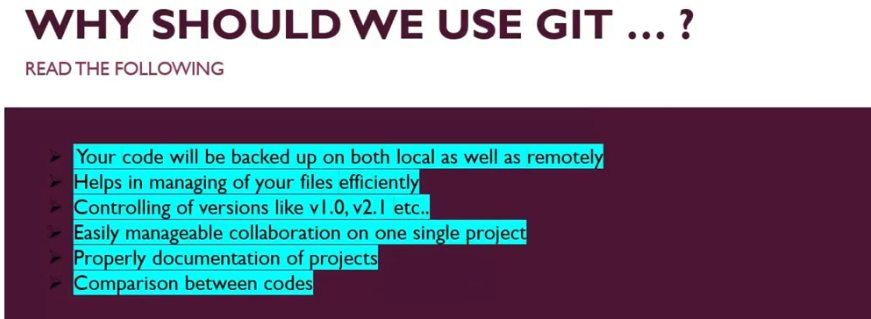 WHY SHOULD WE USE GIT ... ?
READ THE FOLLOWING
➢ Your code will be backed up on both local as well as remotely
➢ Helps in managing of your files efficiently
➢ Controlling of versions like v1.0, v2.1 etc..
➢ Easily manageable collaboration on one single project
➢ Properly documentation of projects
➢ Comparison between codes